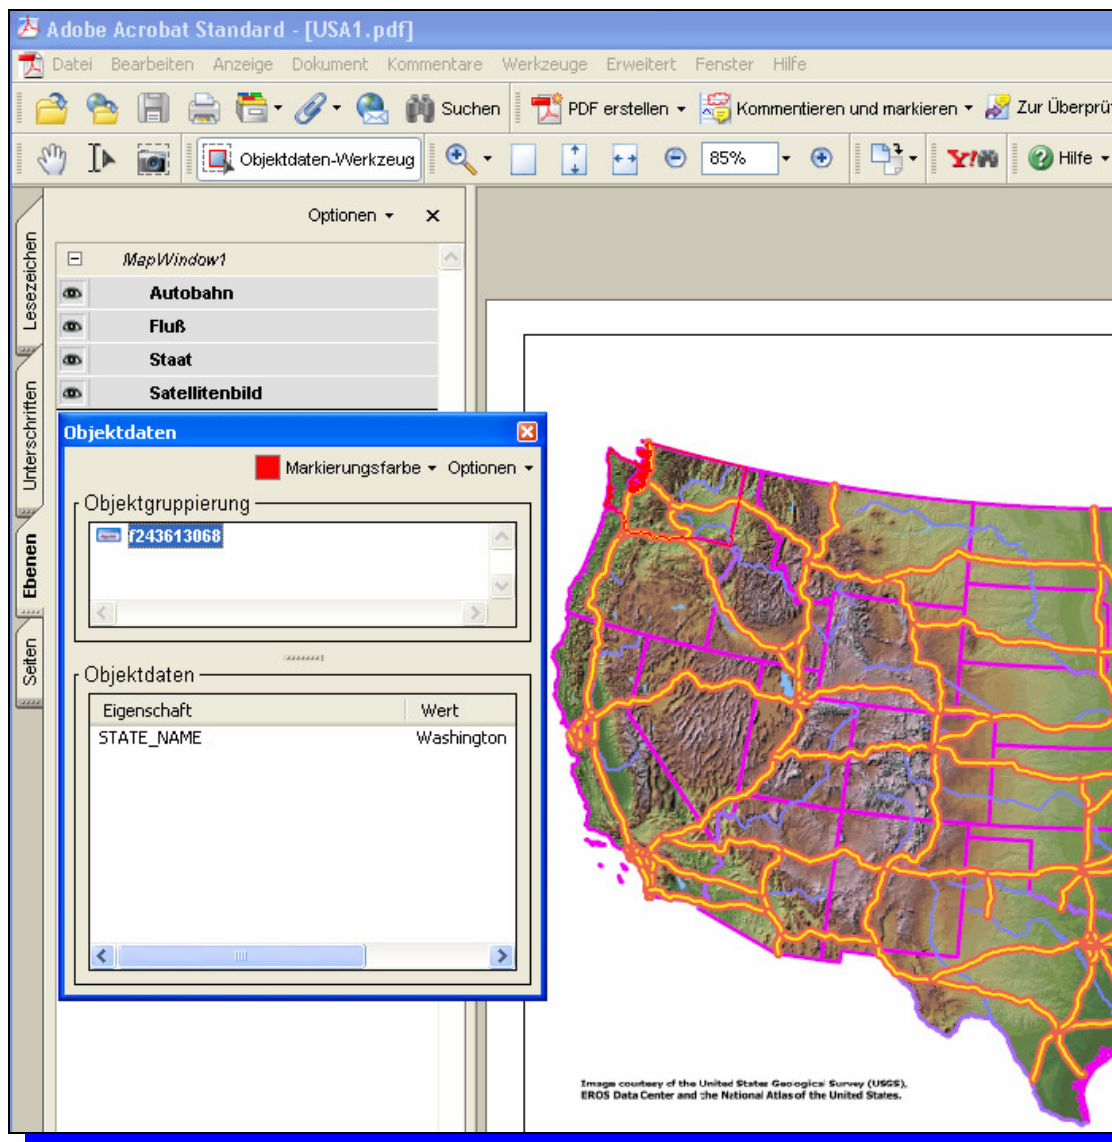 Adobe Acrobat Standard - [USA1.pdf]
Datei Bearbeiten Anzeige Dokument Kommentare Werkzeuge Erweitert Fenster Hilfe
Suchen PDF erstellen Kommentieren und markieren Zur Überprü
Objektdaten-Werkzeug 85% Y! Hilfe
Optionen
Lesezeichen
Unterschriften
Ebenen
Seiten
MapWindow1
Autobahn
Fluß
Staat
Satellitenbild
Objektdaten
Markierungsfarbe Optionen
Objektgruppierung
f243613068
Objektdaten
Eigenschaft Wert
STATE_NAME Washington
Image courtesy of the United States Geological Survey (USGS),
EROS Data Center and the National Atlas of the United States.